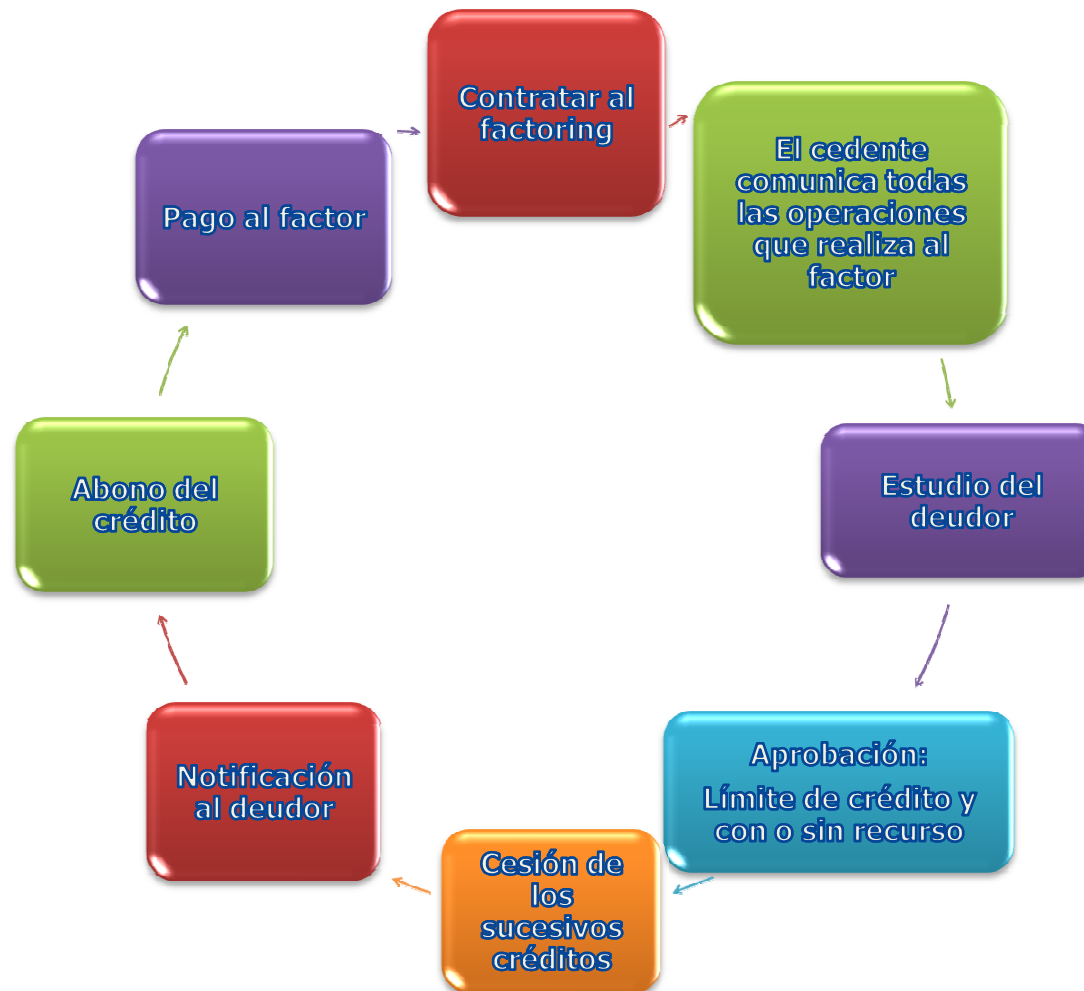 Contratar al
factoring
El cedente
comunica todas
las operaciones
que realiza al
factor
Estudio del
deudor
Aprobación:
Límite de crédito y
con o sin recurso
Cesión de
los
sucesivos
créditos
Notificación
al deudor
Abono del
crédito
Pago al factor